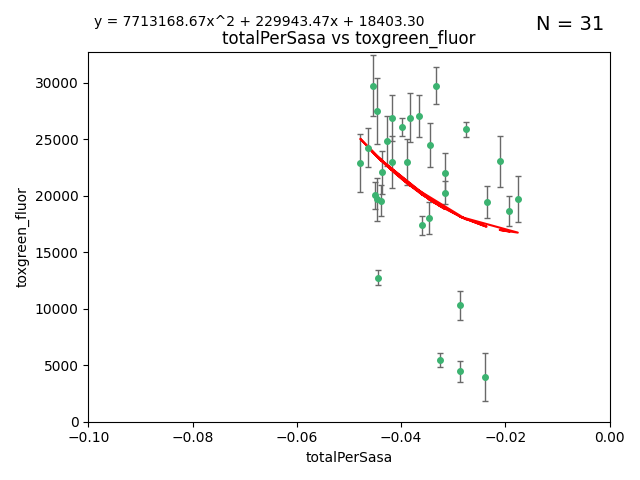 y = 7713168.67x^2 + 229943.47x + 18403.30
N = 31
totalPerSasa vs toxgreen_fluor
toxgreen_fluor
30000
25000
20000
15000
10000
5000
0
−0.10
−0.08
−0.06
−0.04
−0.02
0.00
totalPerSasa